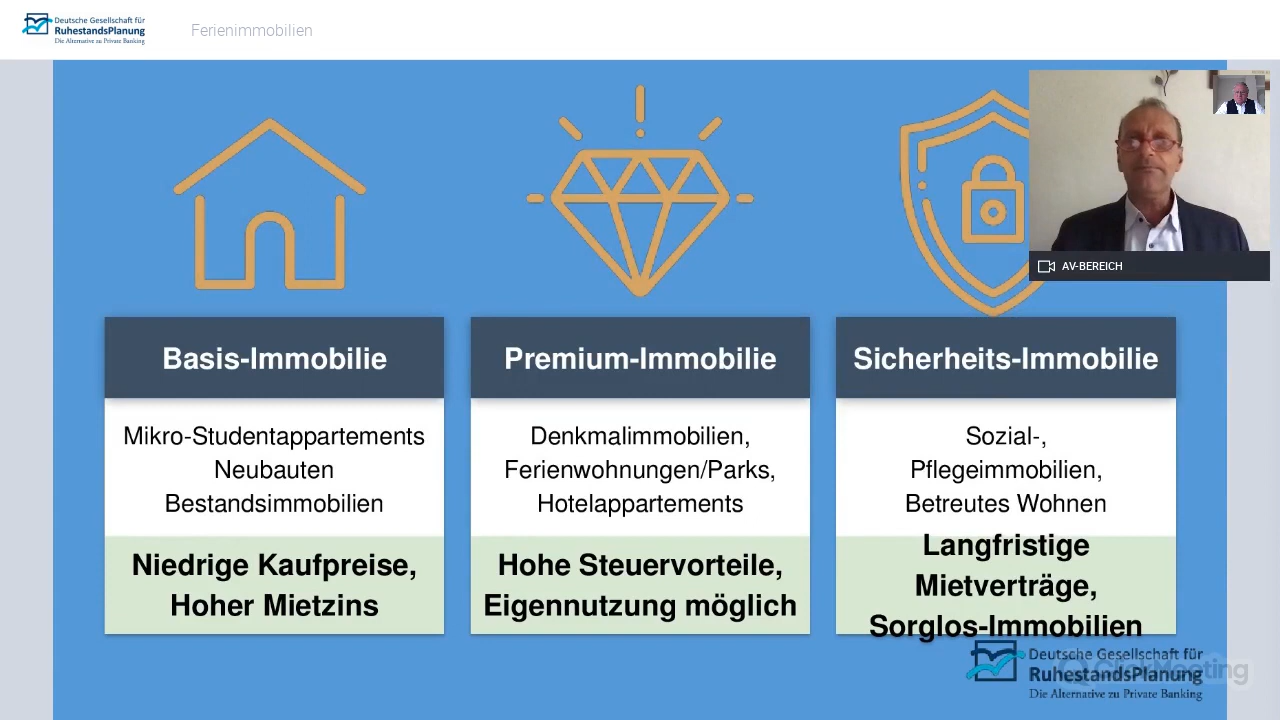 Deutsche Gesellschaft für
RuhestandsPlanung
Die Alternative zu Private Banking
Ferienimmobilien
AV-BEREICH
Basis-Immobilie
Mikro-Studentappartements
Neubauten
Bestandsimmobilien
Niedrige Kaufpreise,
Hoher Mietzins
Premium-Immobilie
Denkmalimmobilien,
Ferienwohnungen/Parks,
Hotelappartements
Hohe Steuervorteile,
Eigennutzung möglich
Sicherheits-Immobilie
Sozial-,
Pflegeimmobilien,
Betreutes Wohnen
Langfristige
Mietverträge,
Sorglos-Immobilien
Deutsche Gesellschaft für
RuhestandsPlanung
Die Alternative zu Private Banking
ClickMeeting